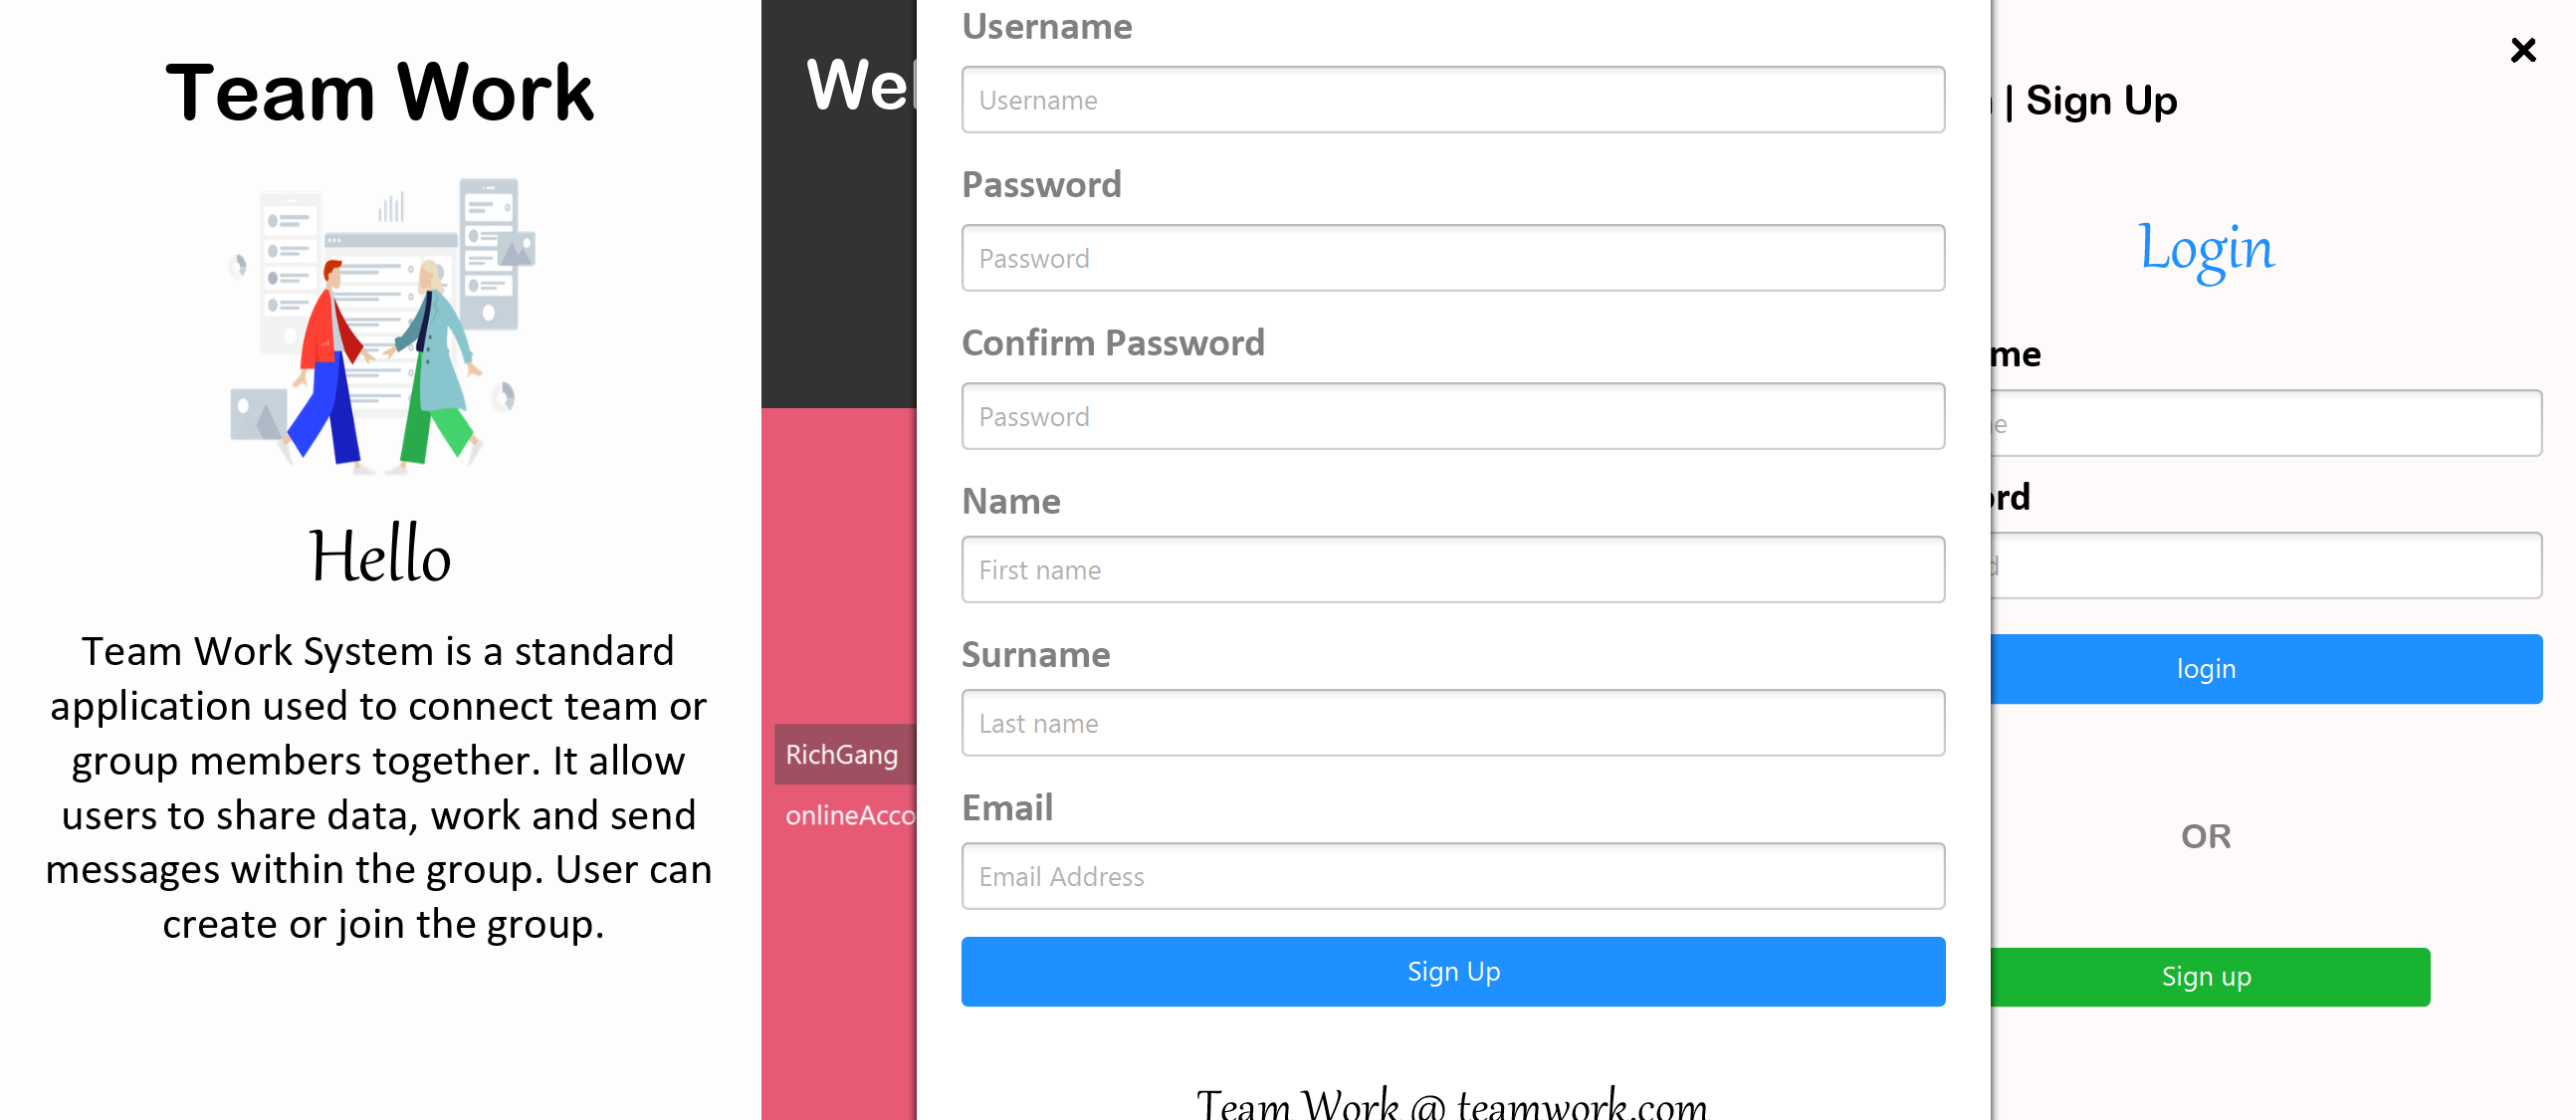 Team Work
Hello
Team Work System is a standard
application used to connect team or
group members together. It allow
users to share data, work and send
messages within the group. User can
create or join the group.
Wel
RichGang
onlineAcco
Username
Username
Password
Password
Confirm Password
Password
Name
First name
Surname
Last name
Email
Email Address
Sign Up
Team Work @ teamwork.com
| Sign Up
Login
me
e
ord
d
login
OR
Sign up